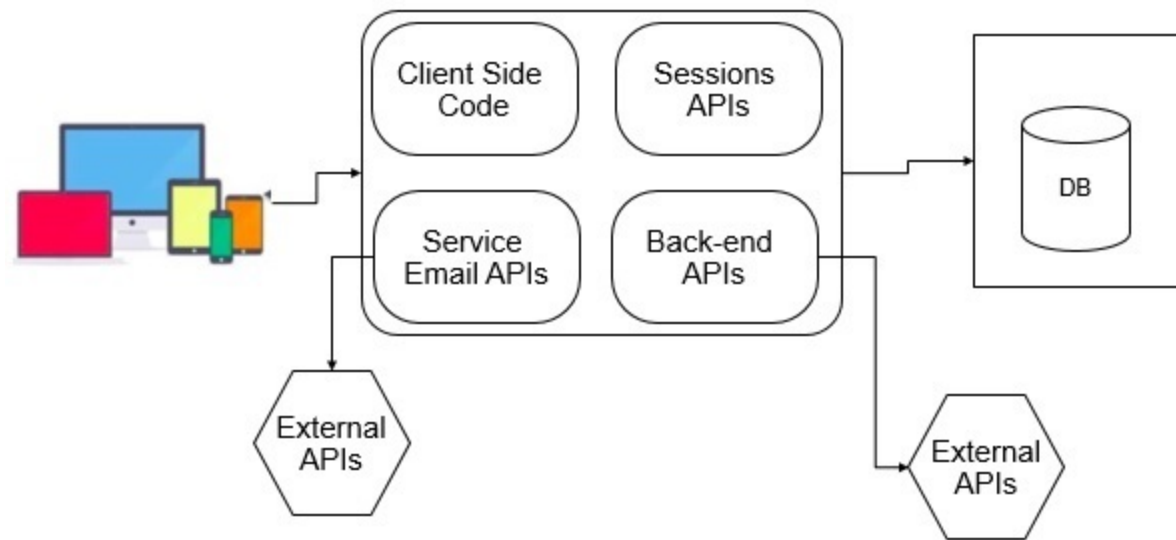 Client Side
Code
Sessions
APIs
Service
Email APIs
Back-end
APIs
DB
External
APIs
External
APIs